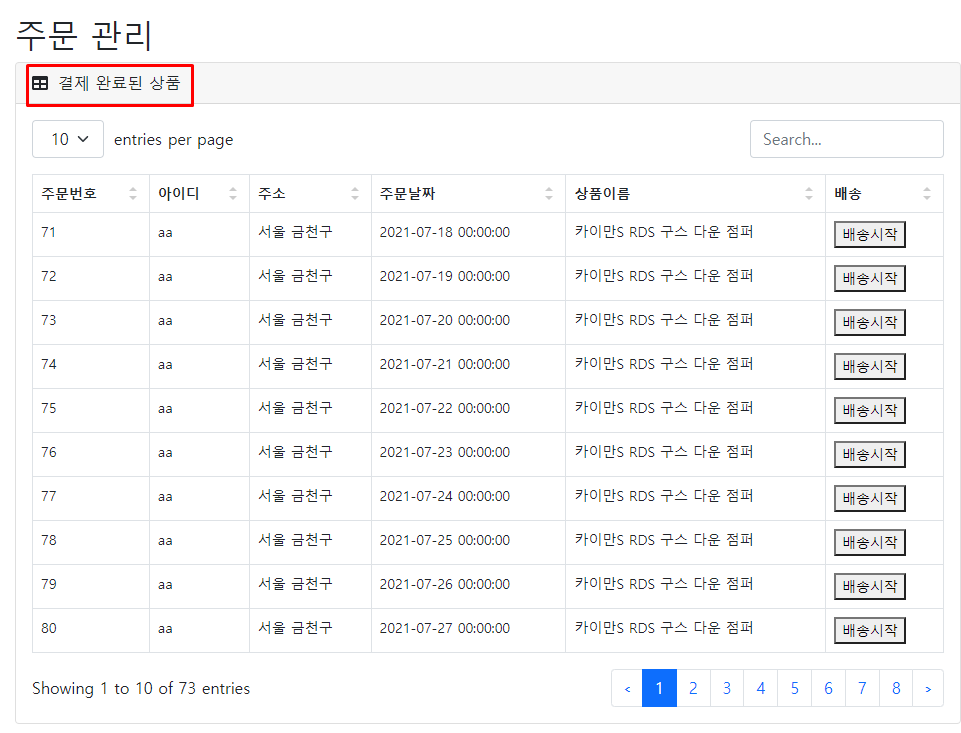 주문 관리
결제 완료된 상품
10 entries per page Search...
주문번호 아이디 주소 주문날짜 상품이름 배송
71 aa 서울 금천구 2021-07-18 00:00:00 카이만S RDS 구스 다운 점퍼 배송시작
72 aa 서울 금천구 2021-07-19 00:00:00 카이만S RDS 구스 다운 점퍼 배송시작
73 aa 서울 금천구 2021-07-20 00:00:00 카이만S RDS 구스 다운 점퍼 배송시작
74 aa 서울 금천구 2021-07-21 00:00:00 카이만S RDS 구스 다운 점퍼 배송시작
75 aa 서울 금천구 2021-07-22 00:00:00 카이만S RDS 구스 다운 점퍼 배송시작
76 aa 서울 금천구 2021-07-23 00:00:00 카이만S RDS 구스 다운 점퍼 배송시작
77 aa 서울 금천구 2021-07-24 00:00:00 카이만S RDS 구스 다운 점퍼 배송시작
78 aa 서울 금천구 2021-07-25 00:00:00 카이만S RDS 구스 다운 점퍼 배송시작
79 aa 서울 금천구 2021-07-26 00:00:00 카이만S RDS 구스 다운 점퍼 배송시작
80 aa 서울 금천구 2021-07-27 00:00:00 카이만S RDS 구스 다운 점퍼 배송시작
Showing 1 to 10 of 73 entries ‹ 1 2 3 4 5 6 7 8 ›